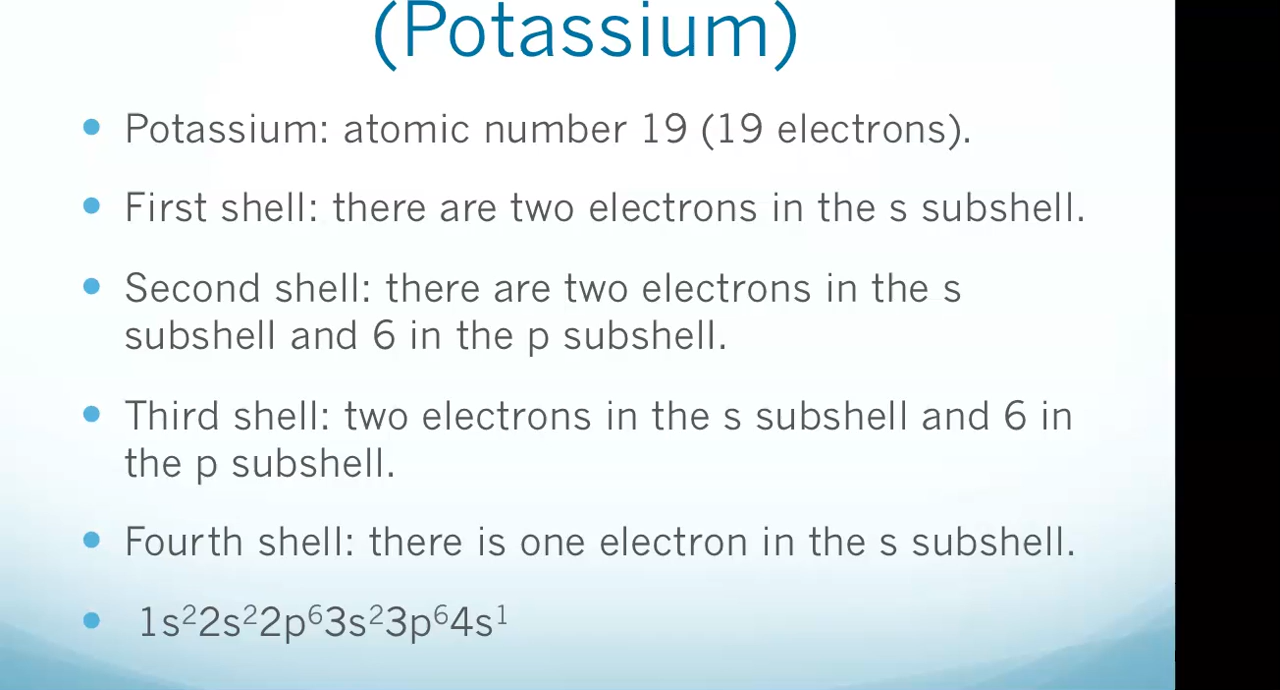 (Potassium)
• Potassium: atomic number 19 (19 electrons).
• First shell: there are two electrons in the s subshell.
• Second shell: there are two electrons in the s
subshell and 6 in the p subshell.
• Third shell: two electrons in the s subshell and 6 in
the p subshell.
• Fourth shell: there is one electron in the s subshell.
• 1s²2s²2p⁶3s²3p⁶4s¹